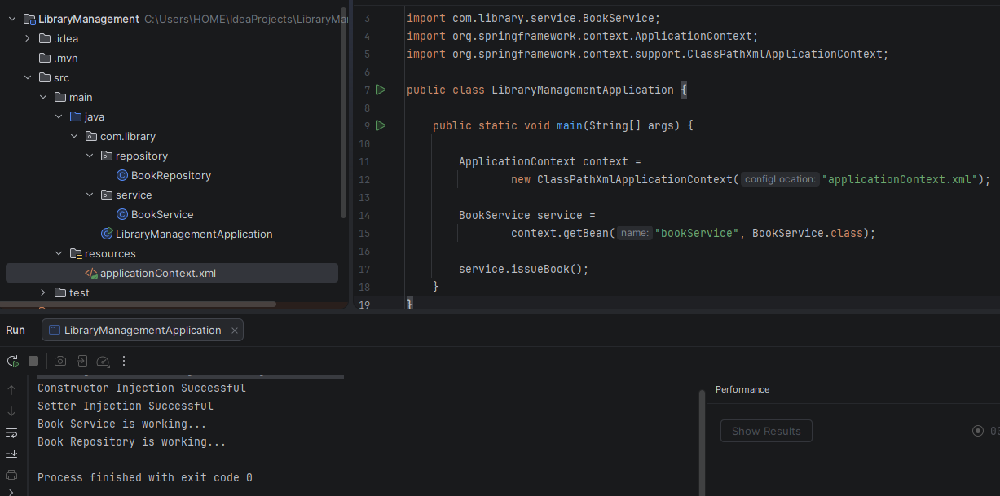 LibraryManagement C:\Users\HOME\IdeaProjects\LibraryMan
.idea
.mvn
src
main
java
com.library
repository
BookRepository
service
BookService
LibraryManagementApplication
resources
applicationContext.xml
test
3 import com.library.service.BookService;
4 import org.springframework.context.ApplicationContext;
5 import org.springframework.context.support.ClassPathXmlApplicationContext;
6
7 public class LibraryManagementApplication {
8
9 public static void main(String[] args) {
10
11 ApplicationContext context =
12 new ClassPathXmlApplicationContext( configLocation: "applicationContext.xml");
13
14 BookService service =
15 context.getBean( name: "bookService", BookService.class);
16
17 service.issueBook();
18 }
19 }
Run LibraryManagementApplication
Constructor Injection Successful
Setter Injection Successful
Book Service is working...
Book Repository is working...
Process finished with exit code 0
Performance
Show Results